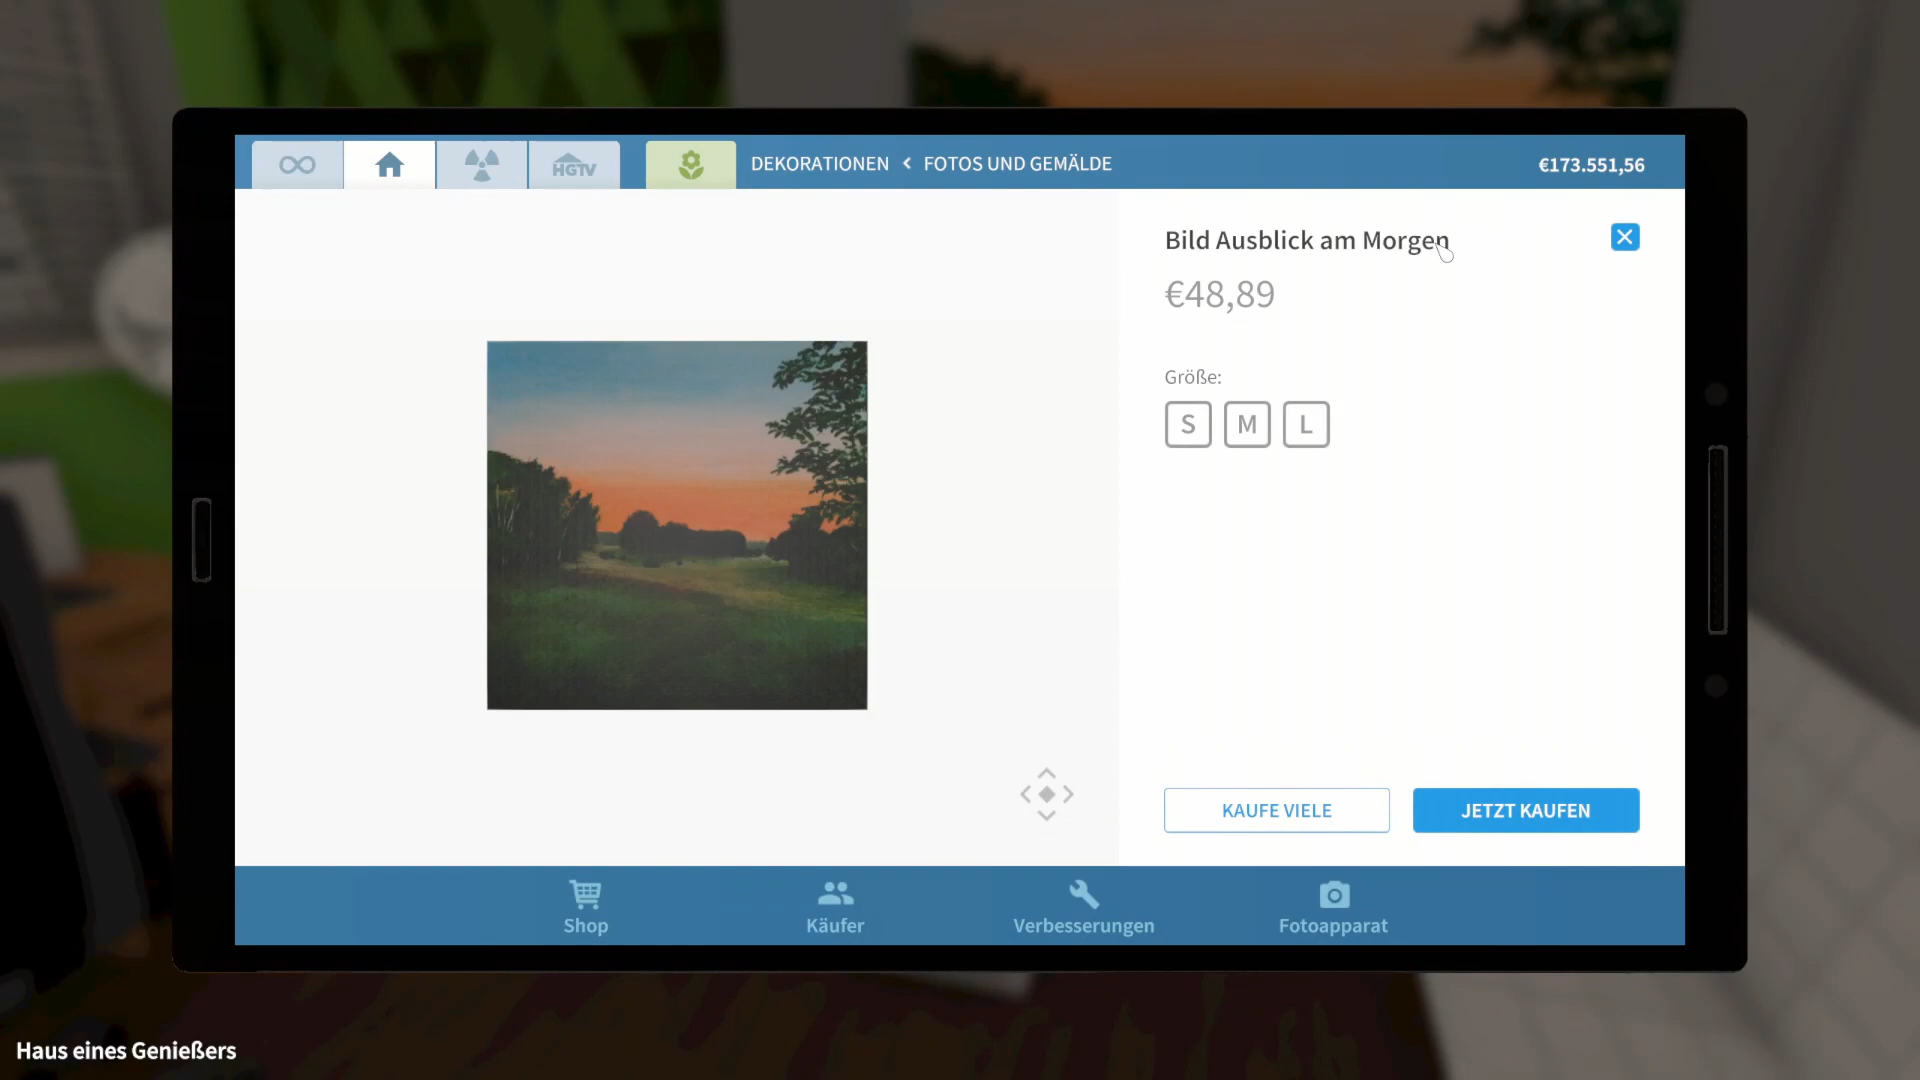 HGTV
DEKORATIONEN < FOTOS UND GEMÄLDE
€173.551,56
Bild Ausblick am Morgen
€48,89
Größe:
S M L
KAUFE VIELE
JETZT KAUFEN
Shop
Käufer
Verbesserungen
Fotoapparat
Haus eines Genießers